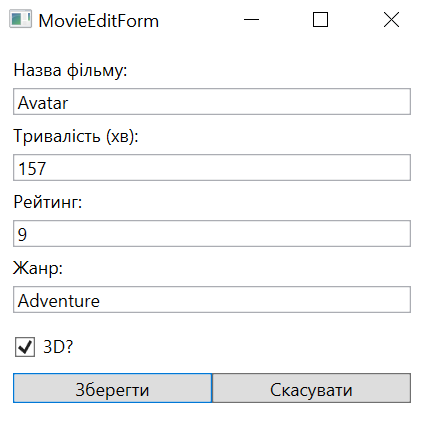 MovieEditForm
Назва фільму:
Avatar
Тривалість (хв):
157
Рейтинг:
9
Жанр:
Adventure
3D?
Зберегти Скасувати